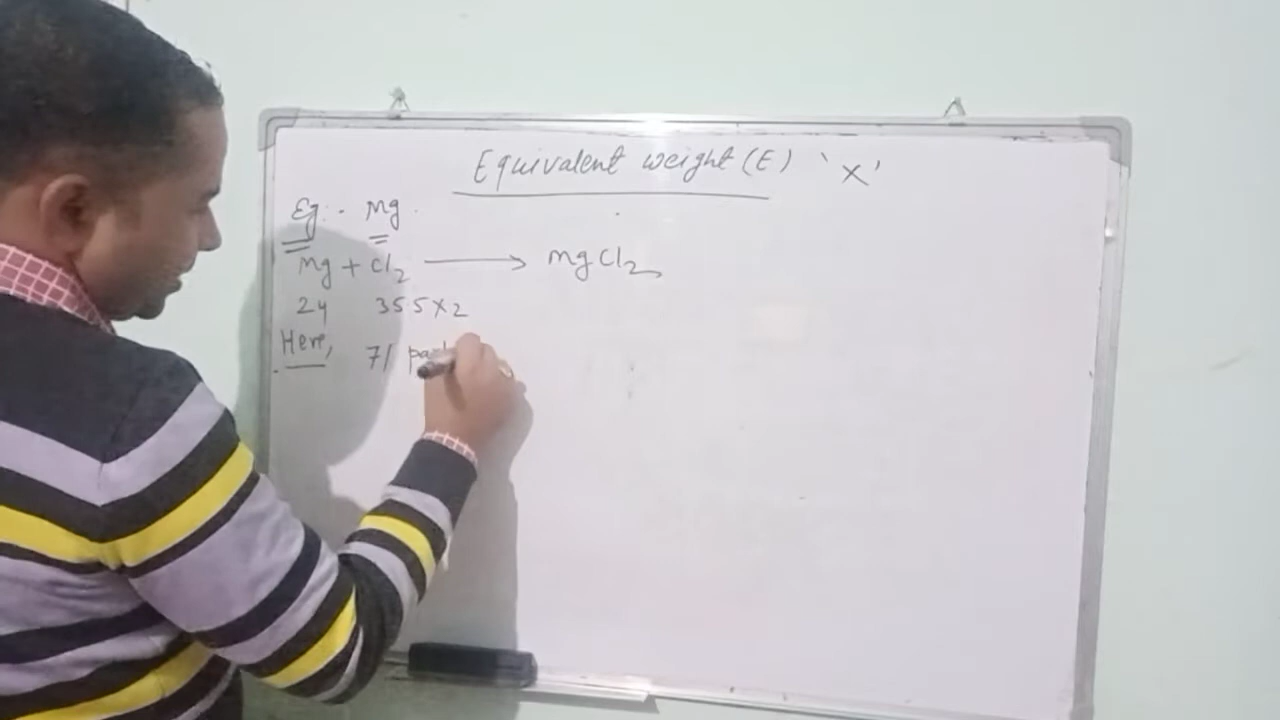 Equivalent weight (E) 'x'
Eg:- Mg.
Mg + Cl2 ⟶ MgCl2
24 35.5×2
Here, 71